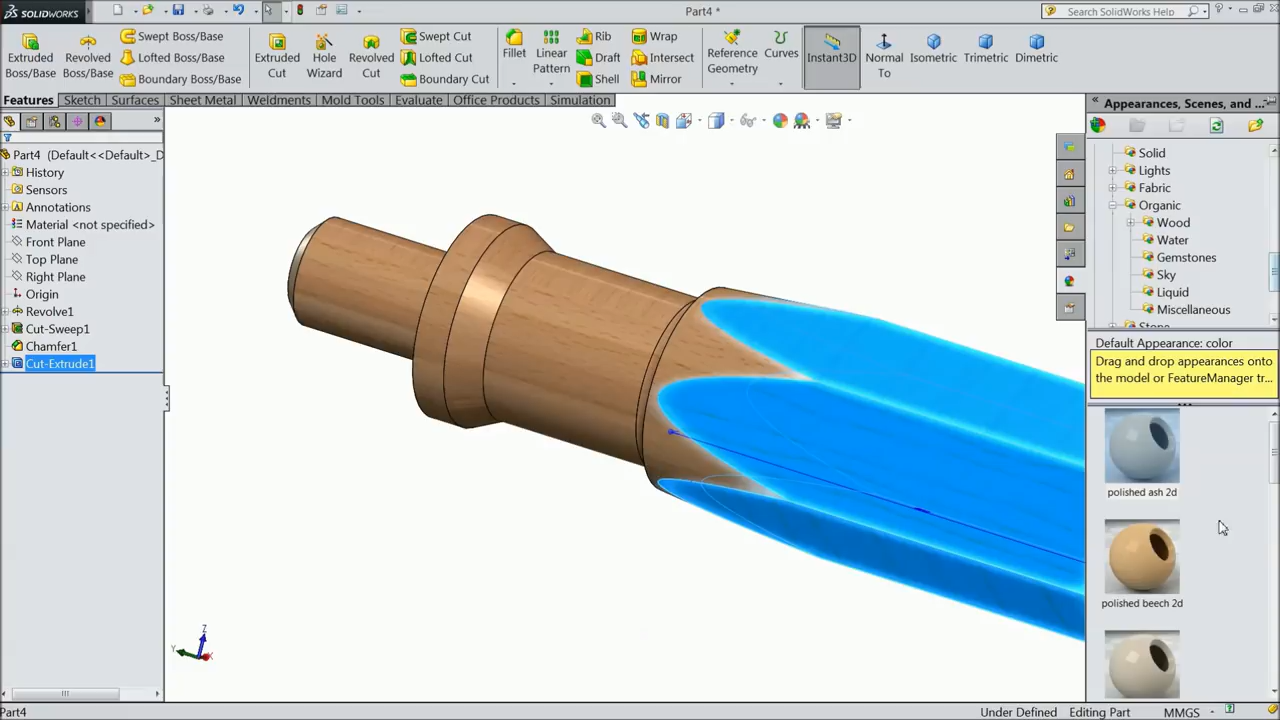 SOLIDWORKS
Part4 *
Search SolidWorks Help
Extruded Boss/Base
Revolved Boss/Base
Swept Boss/Base
Lofted Boss/Base
Boundary Boss/Base
Extruded Cut
Hole Wizard
Revolved Cut
Swept Cut
Lofted Cut
Boundary Cut
Fillet
Linear Pattern
Rib
Draft
Shell
Wrap
Intersect
Mirror
Reference Geometry
Curves
Instant3D
Normal To
Isometric
Trimetric
Dimetric
Features
Sketch
Surfaces
Sheet Metal
Weldments
Mold Tools
Evaluate
Office Products
Simulation
Part4 (Default<<Default>_D
History
Sensors
Annotations
Material <not specified>
Front Plane
Top Plane
Right Plane
Origin
Revolve1
Cut-Sweep1
Chamfer1
Cut-Extrude1
Z
Y
X
Appearances, Scenes, and ...
Solid
Lights
Fabric
Organic
Wood
Water
Gemstones
Sky
Liquid
Miscellaneous
Stone
Default Appearance: color
Drag and drop appearances onto
the model or FeatureManager tr...
polished ash 2d
polished beech 2d
Part4
Under Defined
Editing Part
MMGS